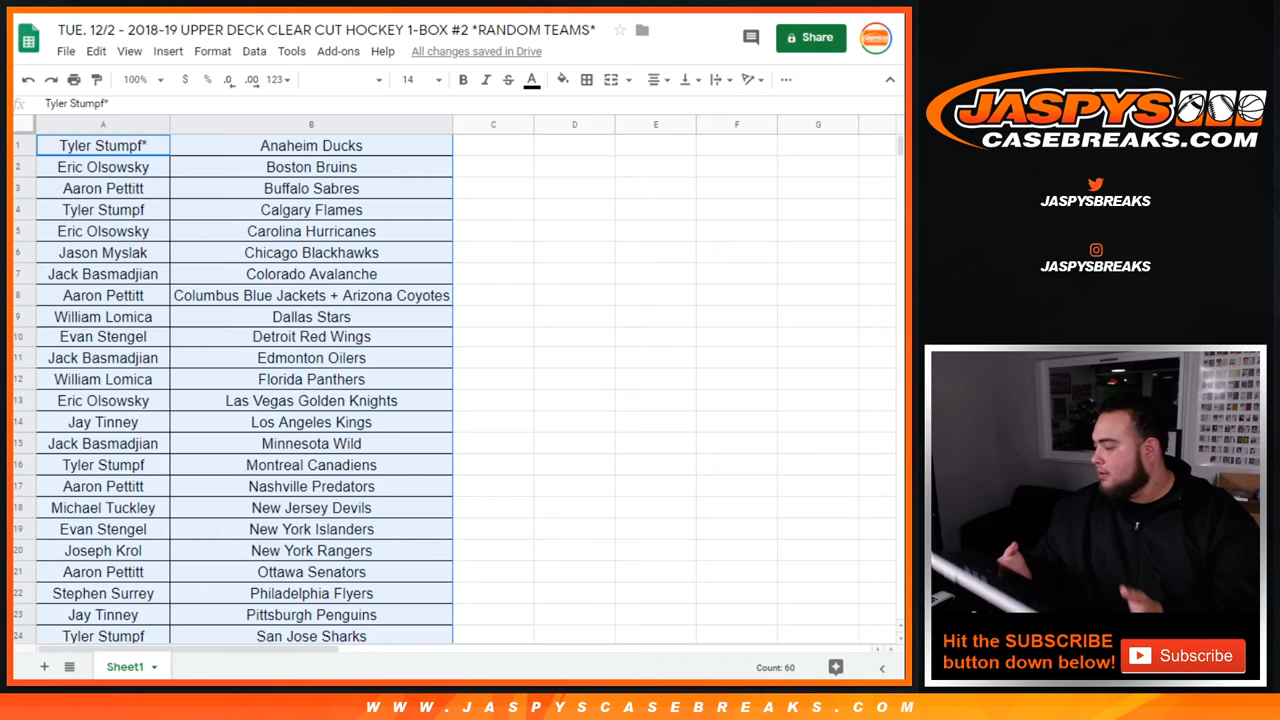 TUE. 12/2 - 2018-19 UPPER DECK CLEAR CUT HOCKEY 1-BOX #2 *RANDOM TEAMS*
File Edit View Insert Format Data Tools Add-ons Help All changes saved in Drive
Share
100% $ % .0 .00 123 14 B I S A
fx Tyler Stumpf*
A B C D E F G
1 Tyler Stumpf* Anaheim Ducks
2 Eric Olsowsky Boston Bruins
3 Aaron Pettitt Buffalo Sabres
4 Tyler Stumpf Calgary Flames
5 Eric Olsowsky Carolina Hurricanes
6 Jason Myslak Chicago Blackhawks
7 Jack Basmadjian Colorado Avalanche
8 Aaron Pettitt Columbus Blue Jackets + Arizona Coyotes
9 William Lomica Dallas Stars
10 Evan Stengel Detroit Red Wings
11 Jack Basmadjian Edmonton Oilers
12 William Lomica Florida Panthers
13 Eric Olsowsky Las Vegas Golden Knights
14 Jay Tinney Los Angeles Kings
15 Jack Basmadjian Minnesota Wild
16 Tyler Stumpf Montreal Canadiens
17 Aaron Pettitt Nashville Predators
18 Michael Tuckley New Jersey Devils
19 Evan Stengel New York Islanders
20 Joseph Krol New York Rangers
21 Aaron Pettitt Ottawa Senators
22 Stephen Surrey Philadelphia Flyers
23 Jay Tinney Pittsburgh Penguins
24 Tyler Stumpf San Jose Sharks
Sheet1
Count: 60
JASPYS
CASEBREAKS.COM
JASPYSBREAKS
JASPYSBREAKS
Hit the SUBSCRIBE
button down below!
Subscribe
WWW.JASPYSCASEBREAKS.COM